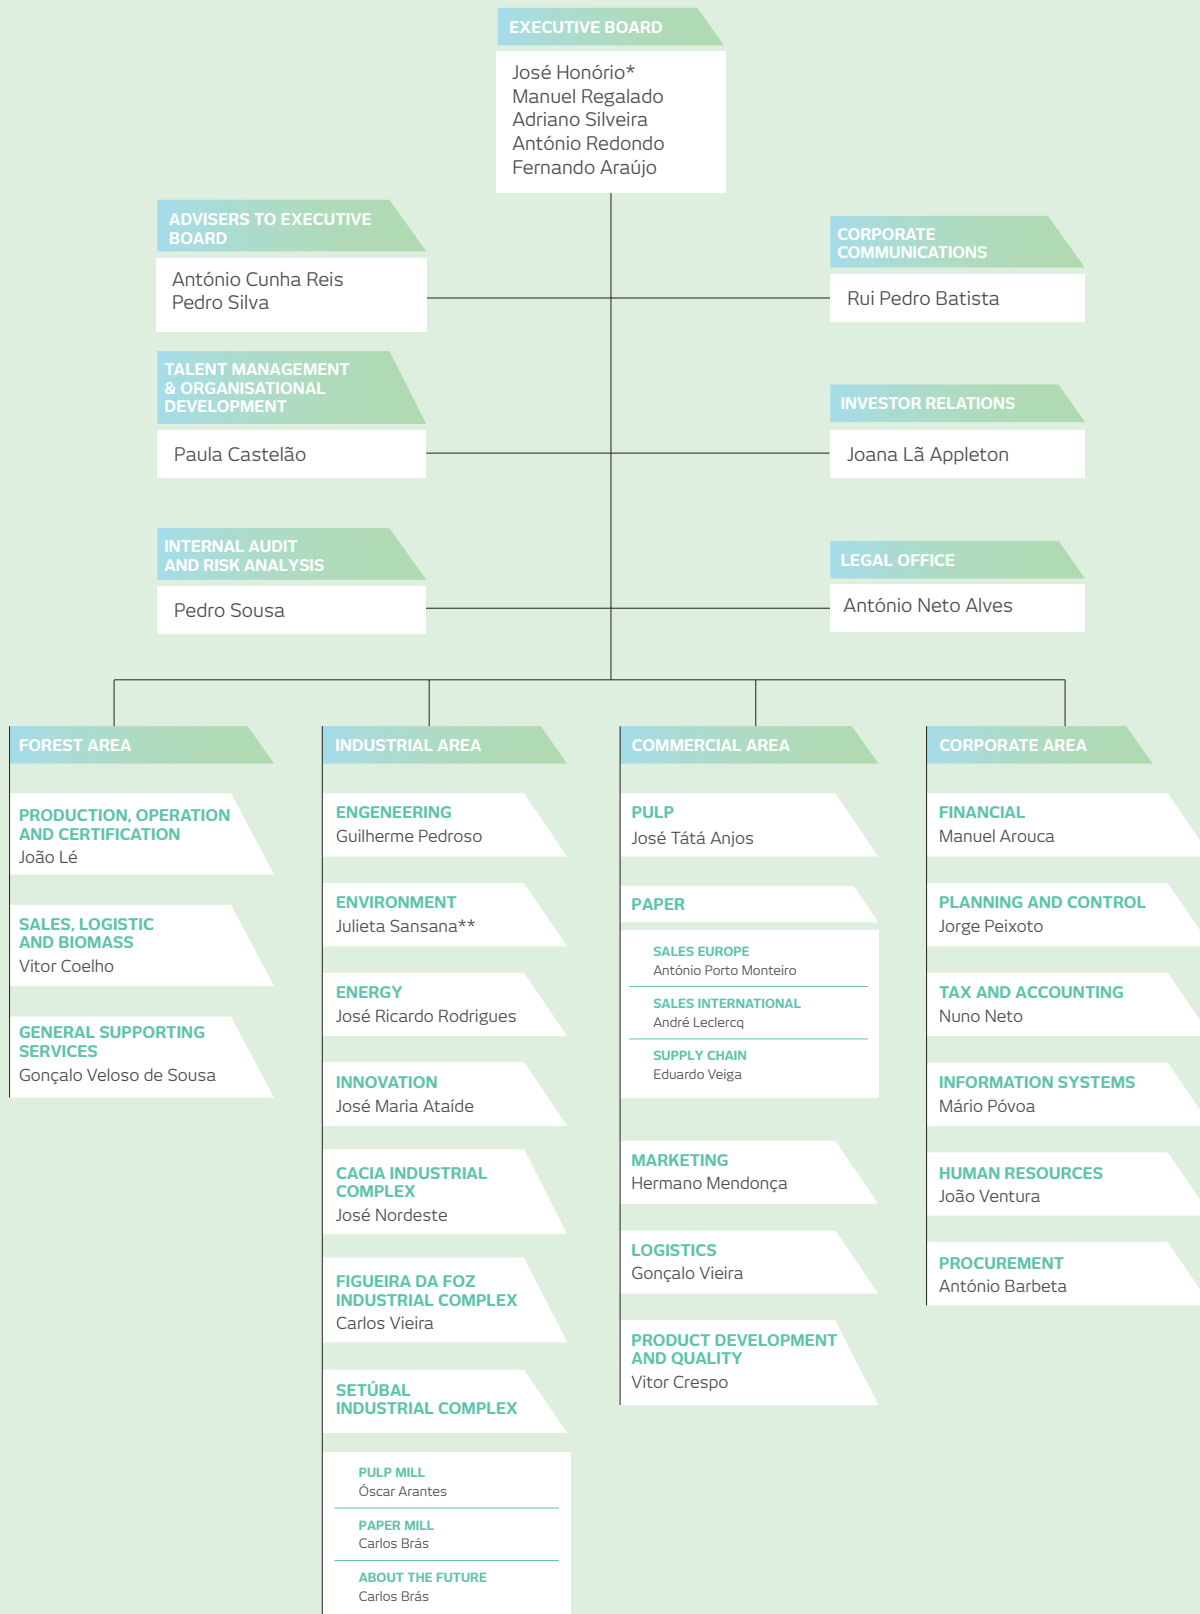 EXECUTIVE BOARD
José Honório*
Manuel Regalado
Adriano Silveira
António Redondo
Fernando Araújo
ADVISERS TO EXECUTIVE
BOARD
António Cunha Reis
Pedro Silva
CORPORATE
COMMUNICATIONS
Rui Pedro Batista
TALENT MANAGEMENT
& ORGANISATIONAL
DEVELOPMENT
Paula Castelão
INVESTOR RELATIONS
Joana Lã Appleton
INTERNAL AUDIT
AND RISK ANALYSIS
Pedro Sousa
LEGAL OFFICE
António Neto Alves
FOREST AREA
PRODUCTION, OPERATION
AND CERTIFICATION
João Lé
SALES, LOGISTIC
AND BIOMASS
Vitor Coelho
GENERAL SUPPORTING
SERVICES
Gonçalo Veloso de Sousa
INDUSTRIAL AREA
ENGENEERING
Guilherme Pedroso
ENVIRONMENT
Julieta Sansana**
ENERGY
José Ricardo Rodrigues
INNOVATION
José Maria Ataíde
CACIA INDUSTRIAL
COMPLEX
José Nordeste
FIGUEIRA DA FOZ
INDUSTRIAL COMPLEX
Carlos Vieira
SETÚBAL
INDUSTRIAL COMPLEX
PULP MILL
Óscar Arantes
PAPER MILL
Carlos Brás
ABOUT THE FUTURE
Carlos Brás
COMMERCIAL AREA
PULP
José Tátá Anjos
PAPER
SALES EUROPE
António Porto Monteiro
SALES INTERNATIONAL
André Leclercq
SUPPLY CHAIN
Eduardo Veiga
MARKETING
Hermano Mendonça
LOGISTICS
Gonçalo Vieira
PRODUCT DEVELOPMENT
AND QUALITY
Vitor Crespo
CORPORATE AREA
FINANCIAL
Manuel Arouca
PLANNING AND CONTROL
Jorge Peixoto
TAX AND ACCOUNTING
Nuno Neto
INFORMATION SYSTEMS
Mário Póvoa
HUMAN RESOURCES
João Ventura
PROCUREMENT
António Barbeta